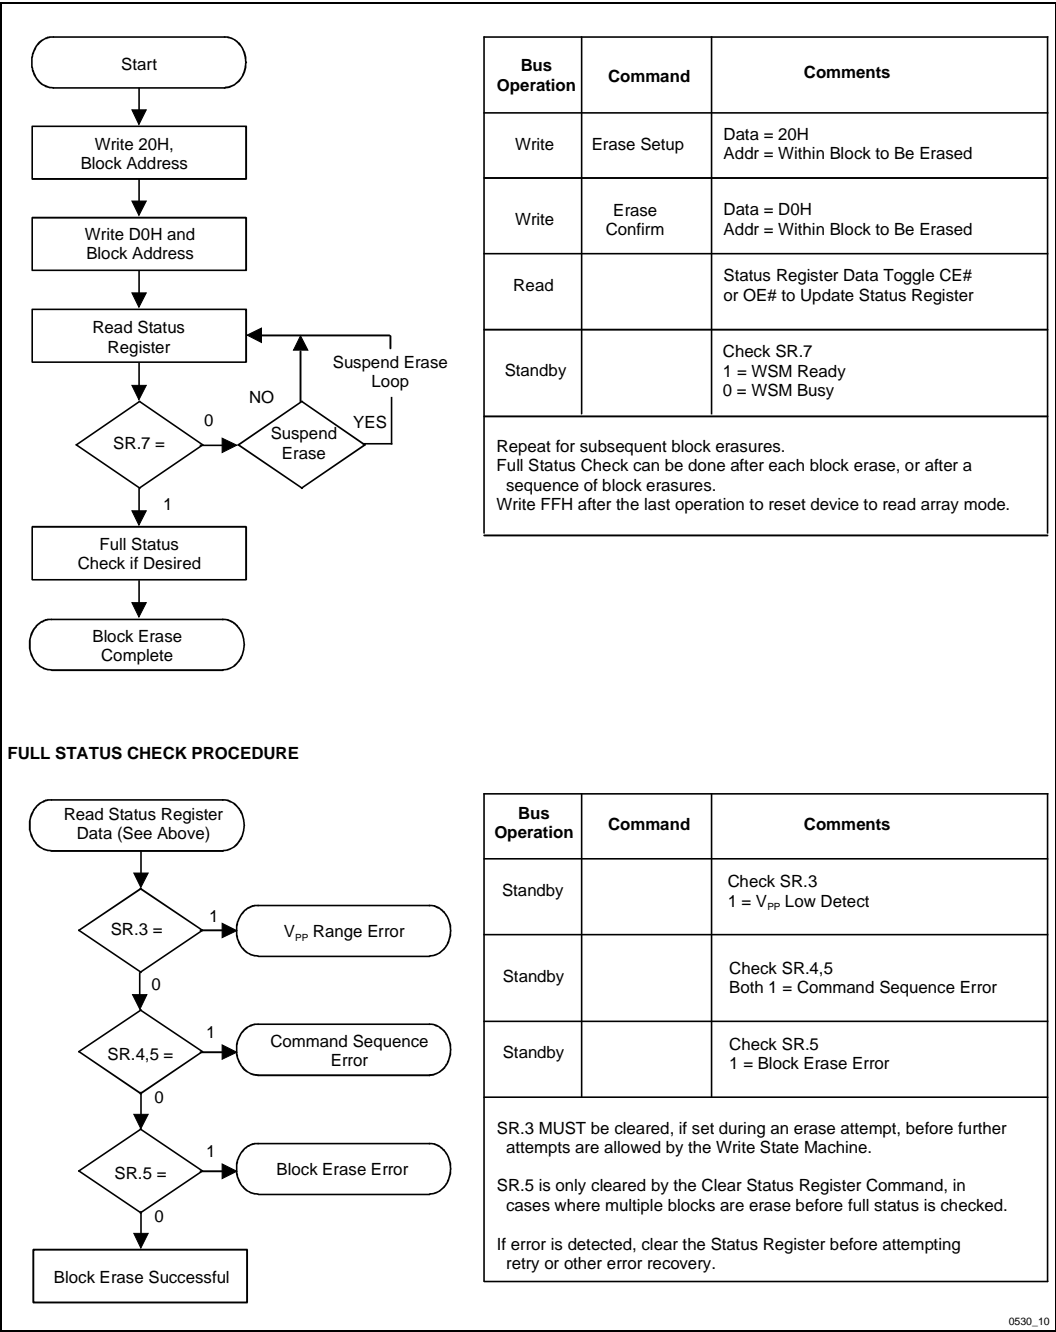 Start
Write 20H,
Block Address
Write D0H and
Block Address
Read Status
Register
Suspend Erase
Loop
NO
YES
0
SR.7 =
Suspend
Erase
1
Full Status
Check if Desired
Block Erase
Complete
Bus
Operation
Command
Comments
Write
Erase Setup
Data = 20H
Addr = Within Block to Be Erased
Write
Erase
Confirm
Data = D0H
Addr = Within Block to Be Erased
Read
Status Register Data Toggle CE#
or OE# to Update Status Register
Standby
Check SR.7
1 = WSM Ready
0 = WSM Busy
Repeat for subsequent block erasures.
Full Status Check can be done after each block erase, or after a
sequence of block erasures.
Write FFH after the last operation to reset device to read array mode.
FULL STATUS CHECK PROCEDURE
Read Status Register
Data (See Above)
SR.3 =
1
VPP Range Error
0
SR.4,5 =
1
Command Sequence
Error
0
SR.5 =
1
Block Erase Error
0
Block Erase Successful
Bus
Operation
Command
Comments
Standby
Check SR.3
1 = VPP Low Detect
Standby
Check SR.4,5
Both 1 = Command Sequence Error
Standby
Check SR.5
1 = Block Erase Error
SR.3 MUST be cleared, if set during an erase attempt, before further
attempts are allowed by the Write State Machine.
SR.5 is only cleared by the Clear Status Register Command, in
cases where multiple blocks are erase before full status is checked.
If error is detected, clear the Status Register before attempting
retry or other error recovery.
0530_10